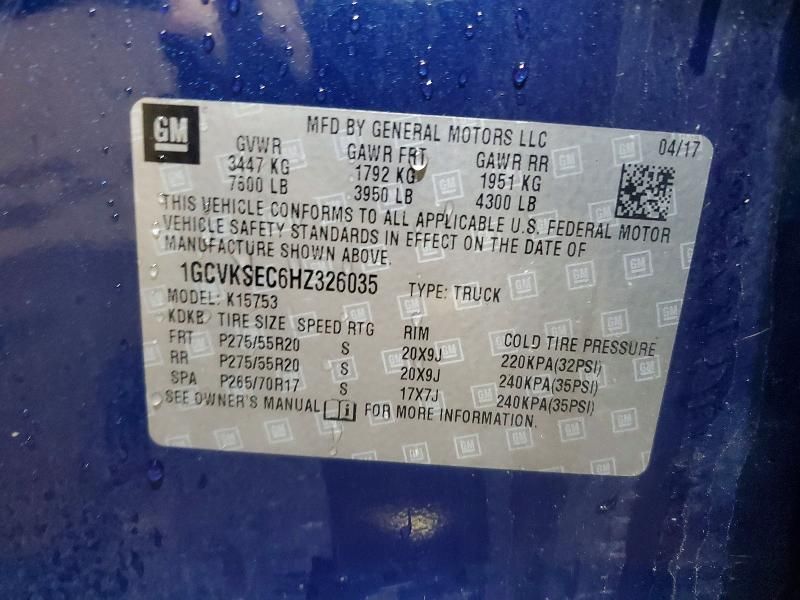 GM
MFD BY GENERAL MOTORS LLC
04/17
GVWR GAWR FRT GAWR RR
3447 KG 1792 KG 1951 KG
7600 LB 3950 LB 4300 LB
THIS VEHICLE CONFORMS TO ALL APPLICABLE U.S. FEDERAL MOTOR
VEHICLE SAFETY STANDARDS IN EFFECT ON THE DATE OF
MANUFACTURE SHOWN ABOVE.
1GCVKSEC6HZ326035 TYPE: TRUCK
MODEL: K15753
KDKB TIRE SIZE SPEED RTG RIM COLD TIRE PRESSURE
FRT P275/55R20 S 20X9J 220KPA(32PSI)
RR P275/55R20 S 20X9J 240KPA(35PSI)
SPA P265/70R17 S 17X7J 240KPA(35PSI)
SEE OWNER'S MANUAL FOR MORE INFORMATION.